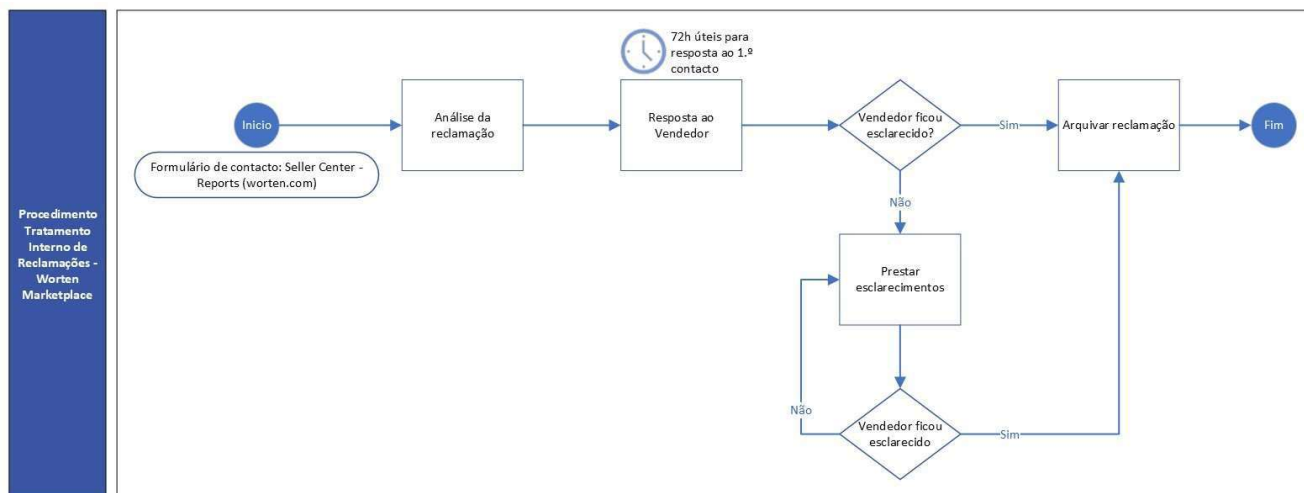 Procedimento
Tratamento
Interno de
Reclamações -
Worten
Marketplace
72h úteis para
resposta ao 1.º
contacto
Inicio
Formulário de contacto: Seller Center -
Reports (worten.com)
Análise da
reclamação
Resposta ao
Vendedor
Vendedor ficou
esclarecido?
Sim
Arquivar reclamação
Fim
Não
Prestar
esclarecimentos
Não
Vendedor ficou
esclarecido
Sim